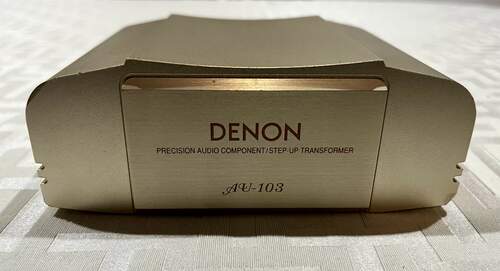 DENON
PRECISION AUDIO COMPONENT/STEP-UP TRANSFORMER
AU-103